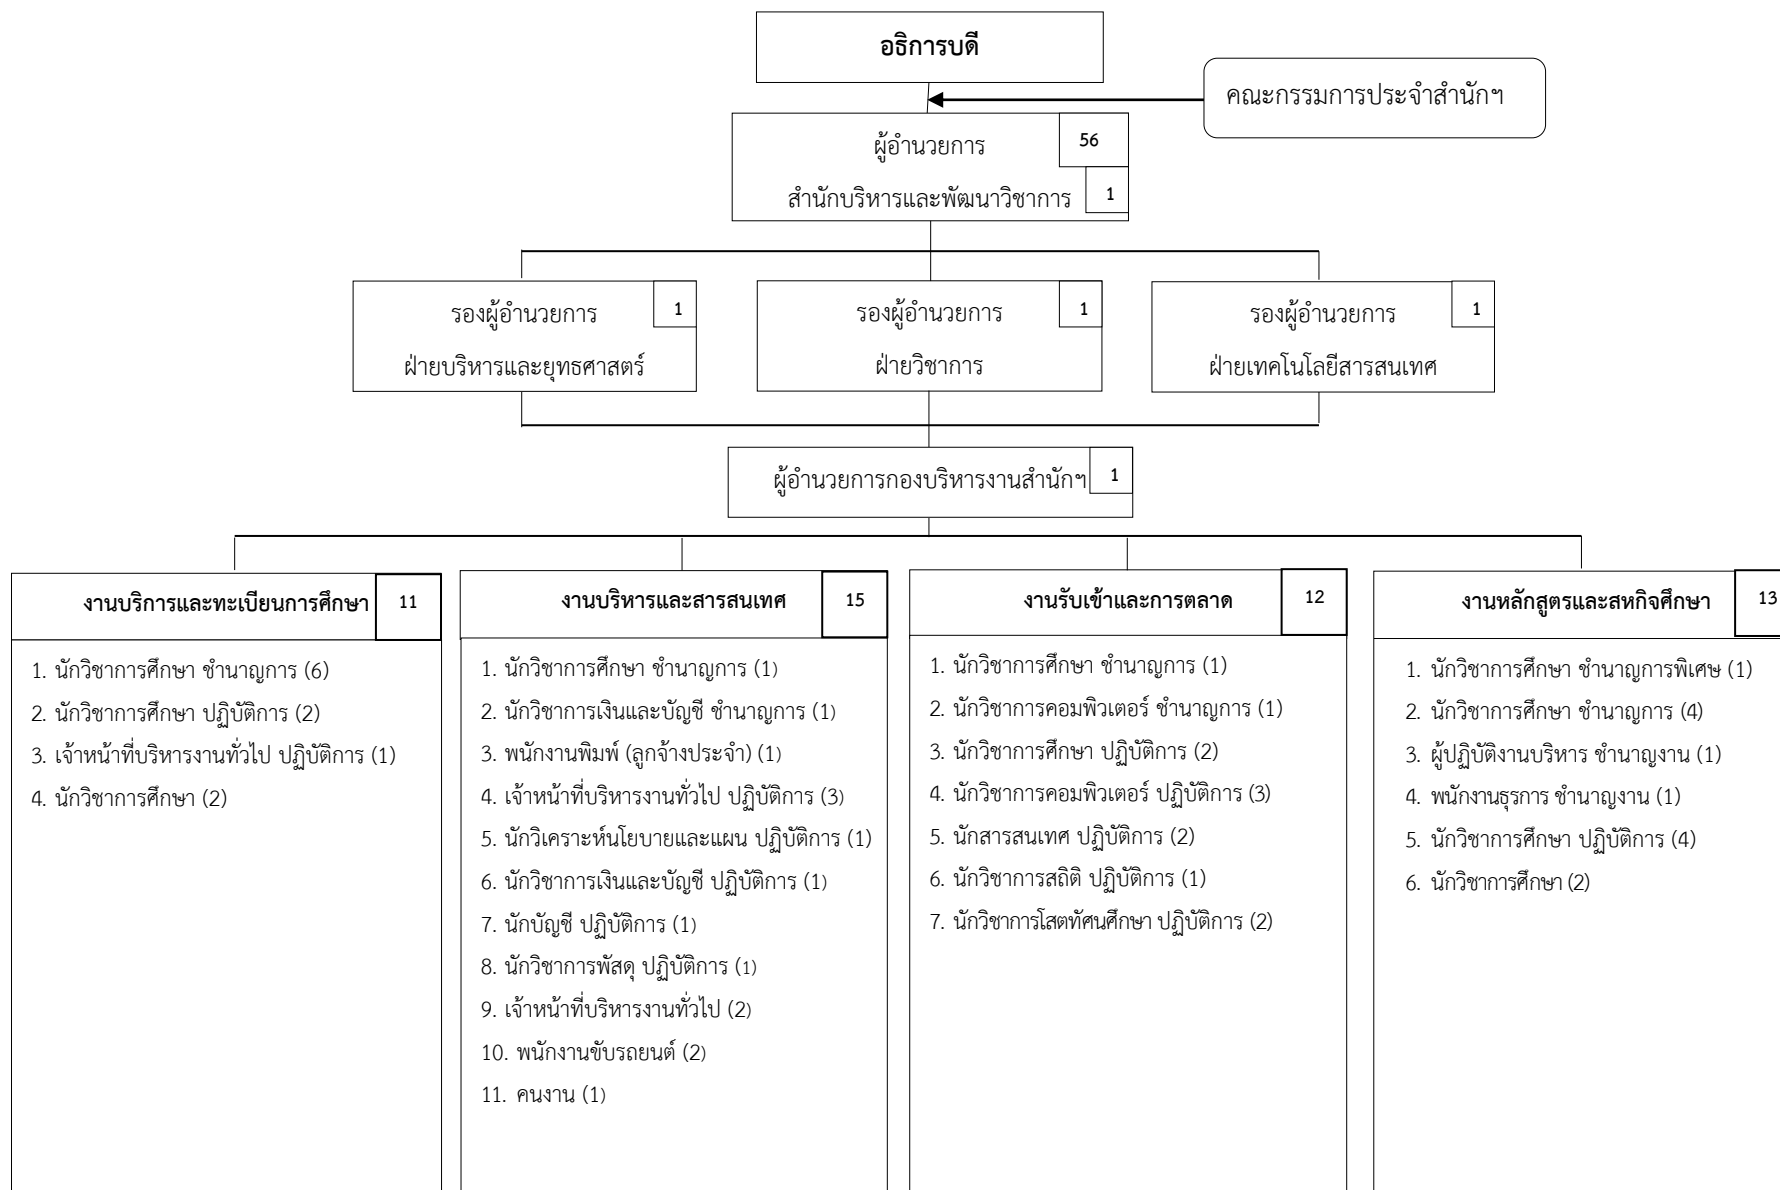 อธิการบดี
คณะกรรมการประจำสำนักฯ
ผู้อำนวยการ
56
สำนักบริหารและพัฒนาวิชาการ
1
รองผู้อำนวยการ
1
ฝ่ายบริหารและยุทธศาสตร์
รองผู้อำนวยการ
1
ฝ่ายวิชาการ
รองผู้อำนวยการ
1
ฝ่ายเทคโนโลยีสารสนเทศ
ผู้อำนวยการกองบริหารงานสำนักฯ
1
งานบริการและทะเบียนการศึกษา
11
1. นักวิชาการศึกษา ชำนาญการ (6)
2. นักวิชาการศึกษา ปฏิบัติการ (2)
3. เจ้าหน้าที่บริหารงานทั่วไป ปฏิบัติการ (1)
4. นักวิชาการศึกษา (2)
งานบริหารและสารสนเทศ
15
1. นักวิชาการศึกษา ชำนาญการ (1)
2. นักวิชาการเงินและบัญชี ชำนาญการ (1)
3. พนักงานพิมพ์ (ลูกจ้างประจำ) (1)
4. เจ้าหน้าที่บริหารงานทั่วไป ปฏิบัติการ (3)
5. นักวิเคราะห์นโยบายและแผน ปฏิบัติการ (1)
6. นักวิชาการเงินและบัญชี ปฏิบัติการ (1)
7. นักบัญชี ปฏิบัติการ (1)
8. นักวิชาการพัสดุ ปฏิบัติการ (1)
9. เจ้าหน้าที่บริหารงานทั่วไป (2)
10. พนักงานขับรถยนต์ (2)
11. คนงาน (1)
งานรับเข้าและการตลาด
12
1. นักวิชาการศึกษา ชำนาญการ (1)
2. นักวิชาการคอมพิวเตอร์ ชำนาญการ (1)
3. นักวิชาการศึกษา ปฏิบัติการ (2)
4. นักวิชาการคอมพิวเตอร์ ปฏิบัติการ (3)
5. นักสารสนเทศ ปฏิบัติการ (2)
6. นักวิชาการสถิติ ปฏิบัติการ (1)
7. นักวิชาการโสตทัศนศึกษา ปฏิบัติการ (2)
งานหลักสูตรและสหกิจศึกษา
13
1. นักวิชาการศึกษา ชำนาญการพิเศษ (1)
2. นักวิชาการศึกษา ชำนาญการ (4)
3. ผู้ปฏิบัติงานบริหาร ชำนาญงาน (1)
4. พนักงานธุรการ ชำนาญงาน (1)
5. นักวิชาการศึกษา ปฏิบัติการ (4)
6. นักวิชาการศึกษา (2)